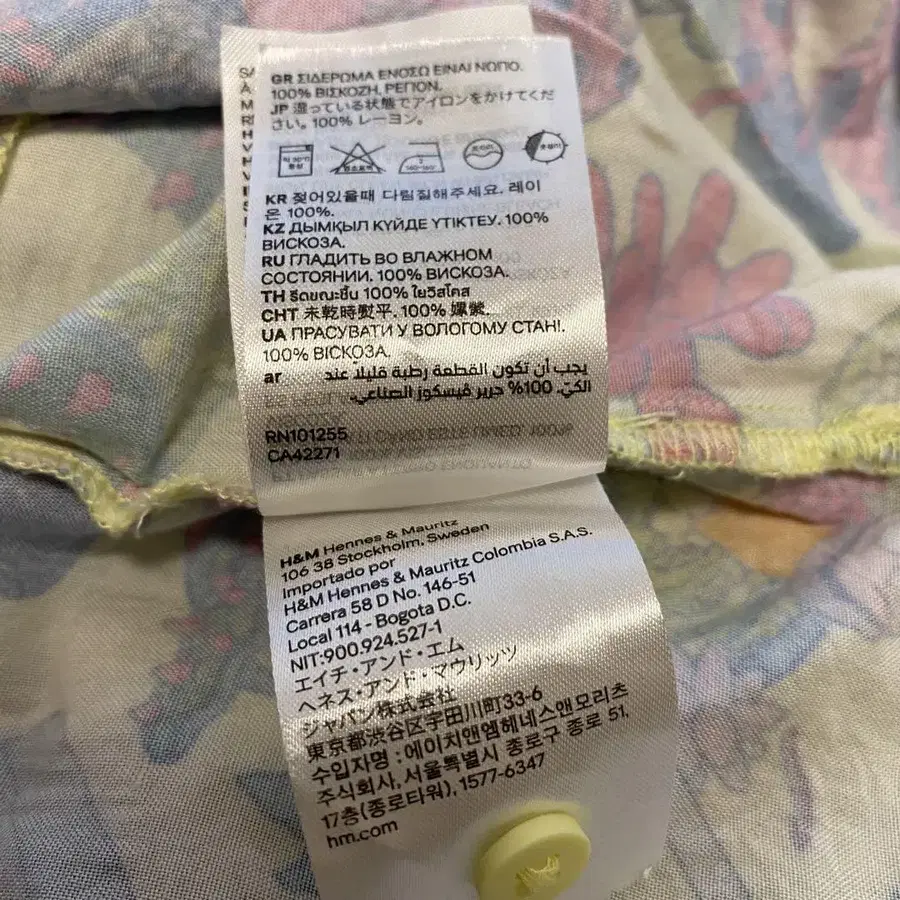 GR ΣΙΔΕΡΩΜΑ ΕΝΟΣΩ ΕΙΝΑΙ ΝΩΠΟ.
100% ΒΙΣΚΟΖΗ, ΡΕΓΙΟΝ.
JP 湿っている状態でアイロンをかけてくだ
さい。100% レーヨン。
KR 젖어있을때 다림질해주세요. 레이
온 100%.
KZ ДЫМҚЫЛ КҮЙДЕ ҮТІКТЕУ. 100%
ВИСКОЗА.
RU ГЛАДИТЬ ВО ВЛАЖНОМ
СОСТОЯНИИ. 100% ВИСКОЗА.
TH รีดขณะชื้น 100% ใยวิสโคส
CHT 未乾時熨平. 100% 嫘縈.
UA ПРАСУВАТИ У ВОЛОГОМУ СТАНІ.
100% ВІСКОЗА.
ar يجب أن تكون القطعة رطبة قليلاً عند
الكيّ. 100% حرير ڤيسكوز الصناعي.
RN101255
CA42271
H&M Hennes & Mauritz
106 38 Stockholm, Sweden
Importado por
H&M Hennes & Mauritz Colombia S.A.S.
Carrera 58 D No. 146-51
Local 114 - Bogota D.C.
NIT:900.924.527-1
エイチ・アンド・エム
ヘネス・アンド・マウリッツ
ジャパン株式会社
東京都渋谷区宇田川町33-6
수입자명 : 에이치앤엠헤네스앤모리츠
주식회사, 서울특별시 종로구 종로 51,
17층(종로타워), 1577-6347
hm.com